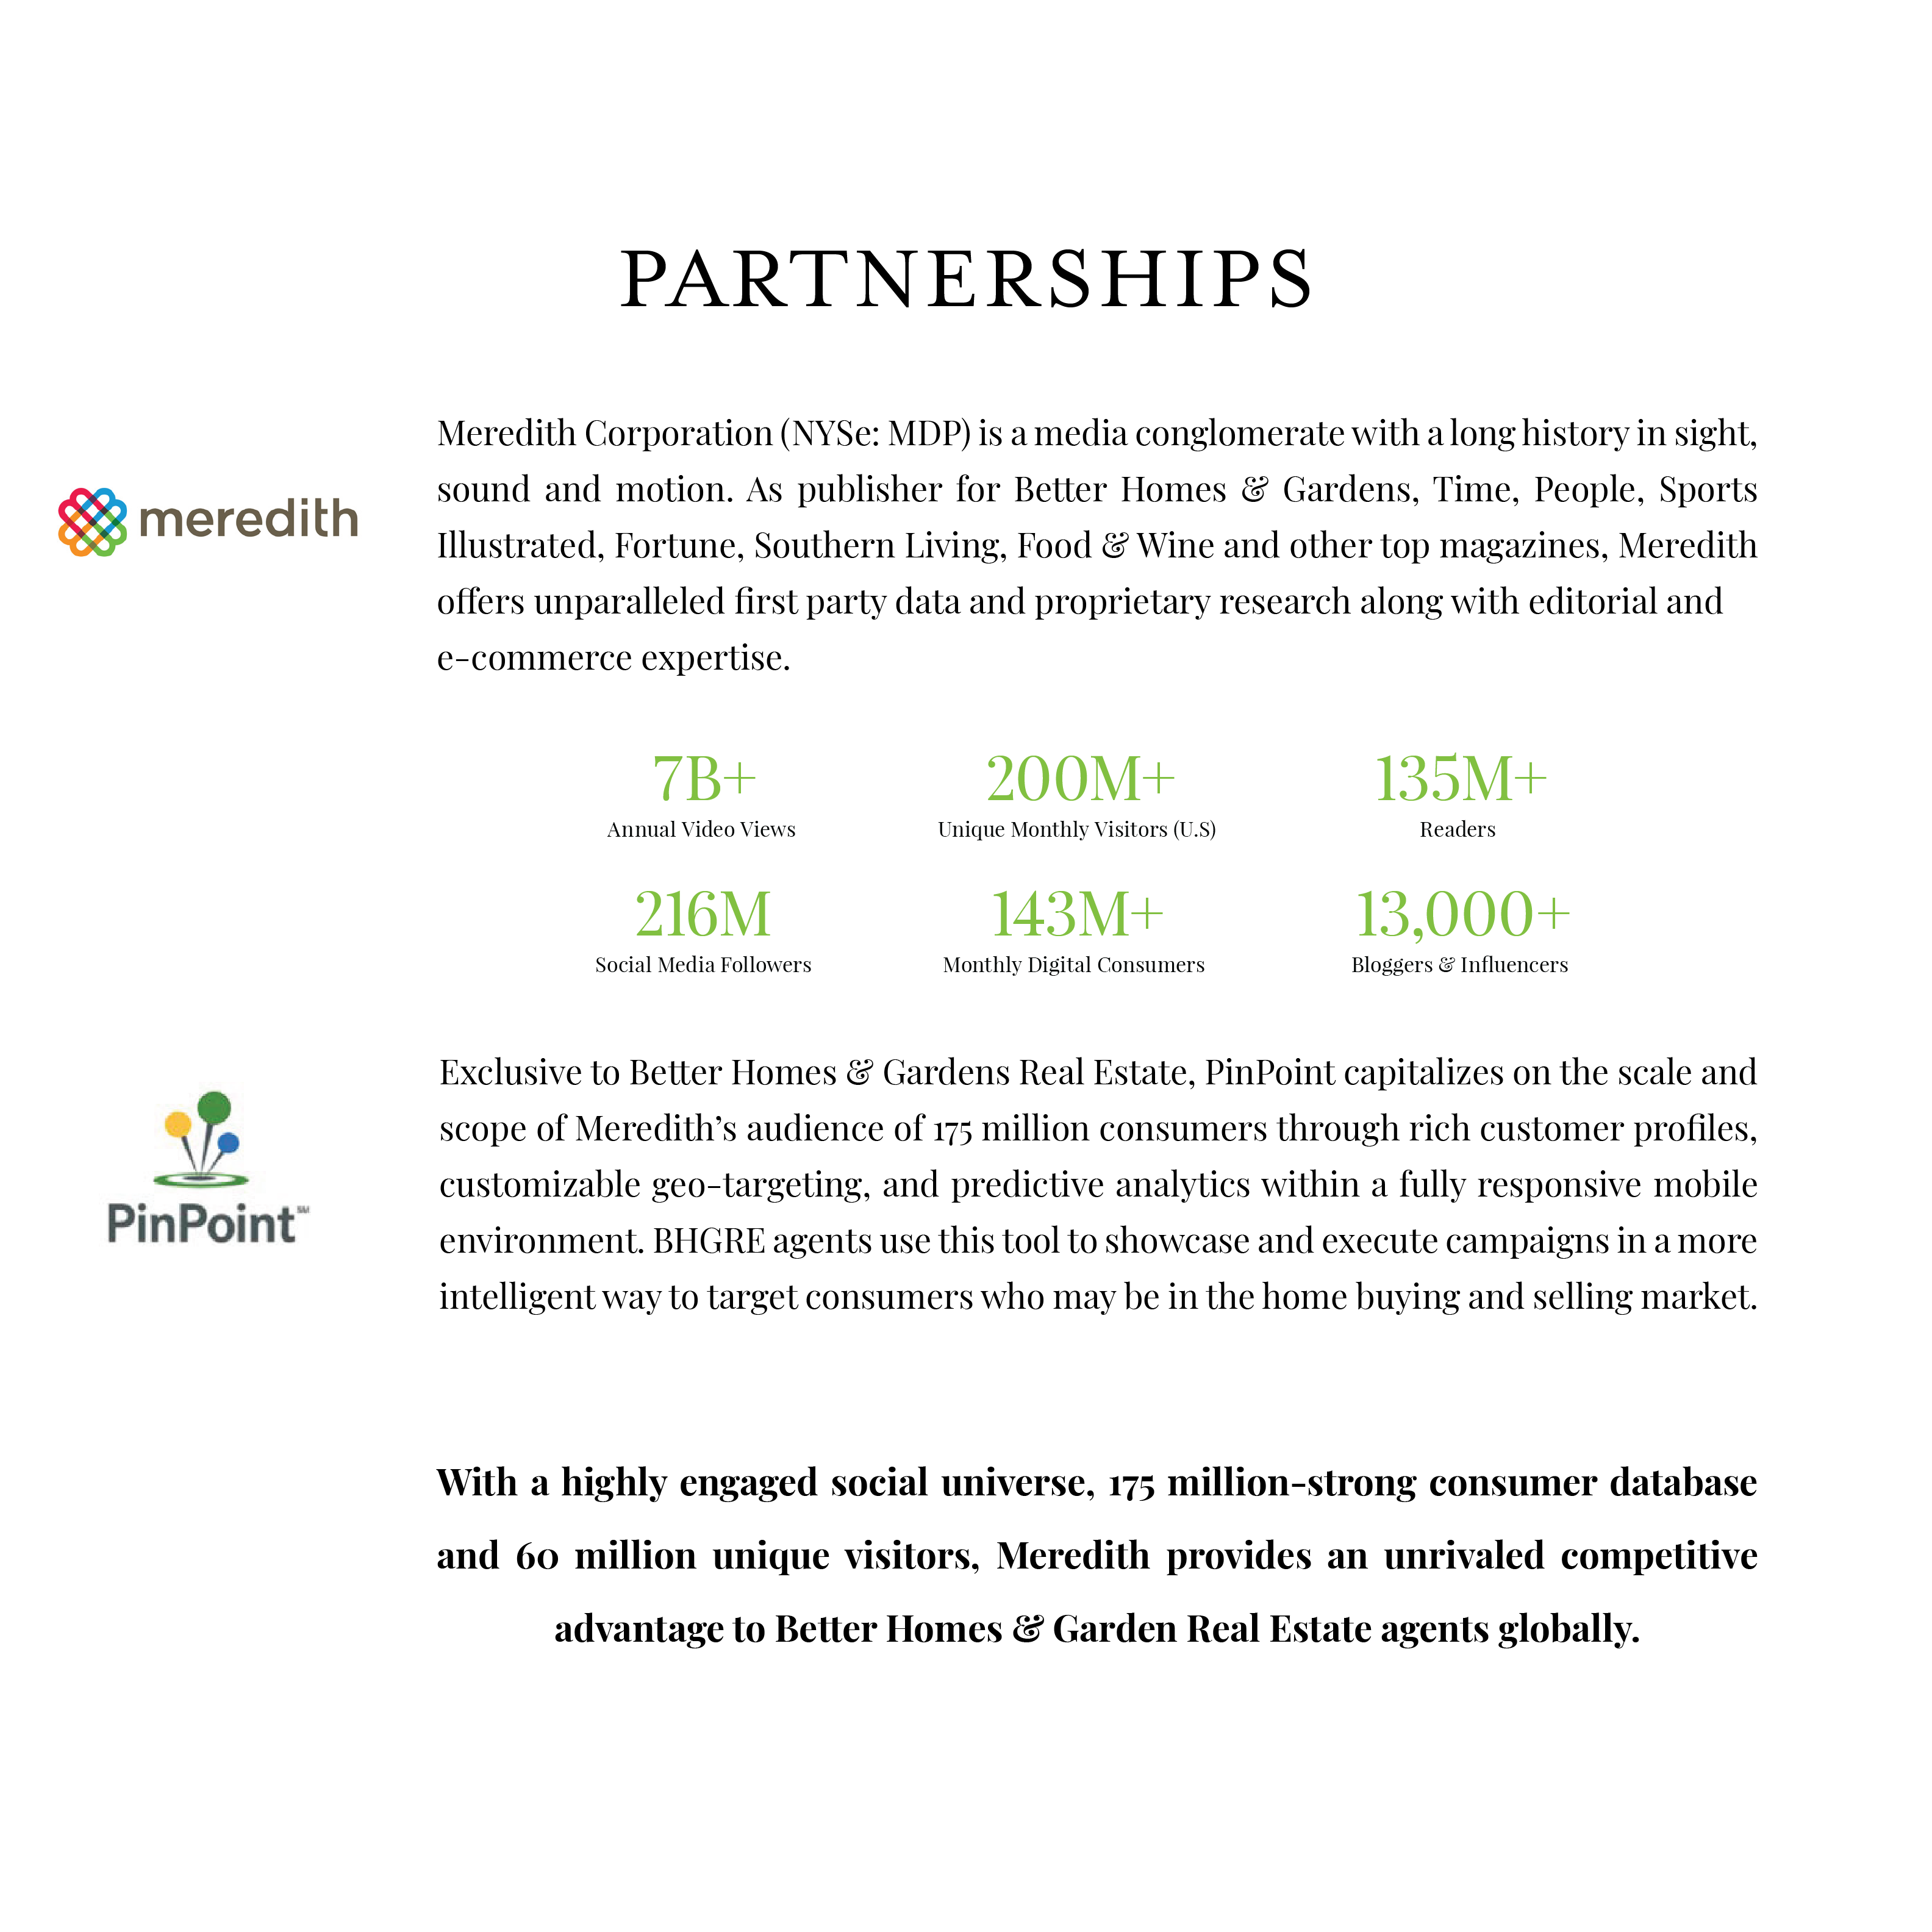 PARTNERSHIPS
meredith
Meredith Corporation (NYSe: MDP) is a media conglomerate with a long history in sight,
sound and motion. As publisher for Better Homes & Gardens, Time, People, Sports
Illustrated, Fortune, Southern Living, Food & Wine and other top magazines, Meredith
offers unparalleled first party data and proprietary research along with editorial and
e-commerce expertise.
7B+ 200M+ 135M+
Annual Video Views Unique Monthly Visitors (U.S) Readers
216M 143M+ 13,000+
Social Media Followers Monthly Digital Consumers Bloggers & Influencers
PinPoint℠
Exclusive to Better Homes & Gardens Real Estate, PinPoint capitalizes on the scale and
scope of Meredith’s audience of 175 million consumers through rich customer profiles,
customizable geo-targeting, and predictive analytics within a fully responsive mobile
environment. BHGRE agents use this tool to showcase and execute campaigns in a more
intelligent way to target consumers who may be in the home buying and selling market.
With a highly engaged social universe, 175 million-strong consumer database
and 60 million unique visitors, Meredith provides an unrivaled competitive
advantage to Better Homes & Garden Real Estate agents globally.